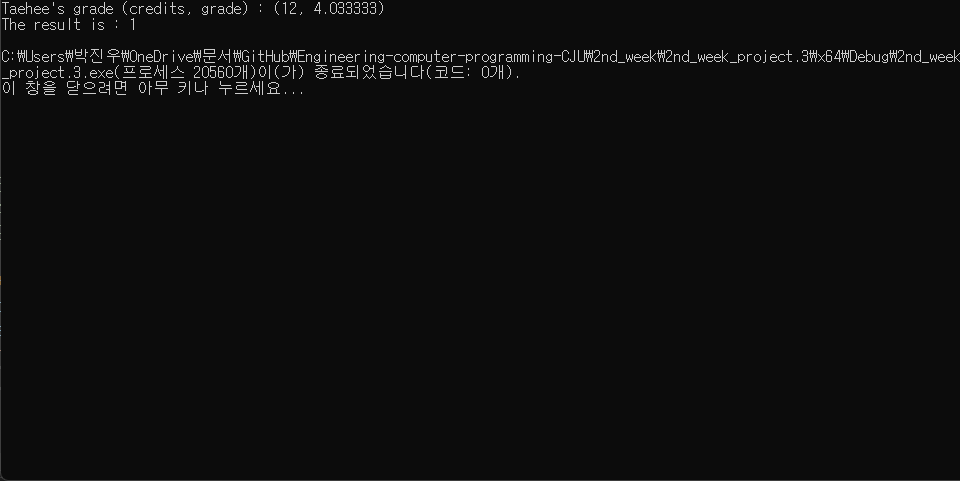 Taehee's grade (credits, grade) : (12, 4.033333)
The result is : 1
C:₩Users₩박진우₩OneDrive₩문서₩GitHub₩Engineering-computer-programming-CJU₩2nd_week₩2nd_week_project.3₩x64₩Debug₩2nd_week
_project.3.exe(프로세스 20560개)이(가) 종료되었습니다(코드: 0개).
이 창을 닫으려면 아무 키나 누르세요...